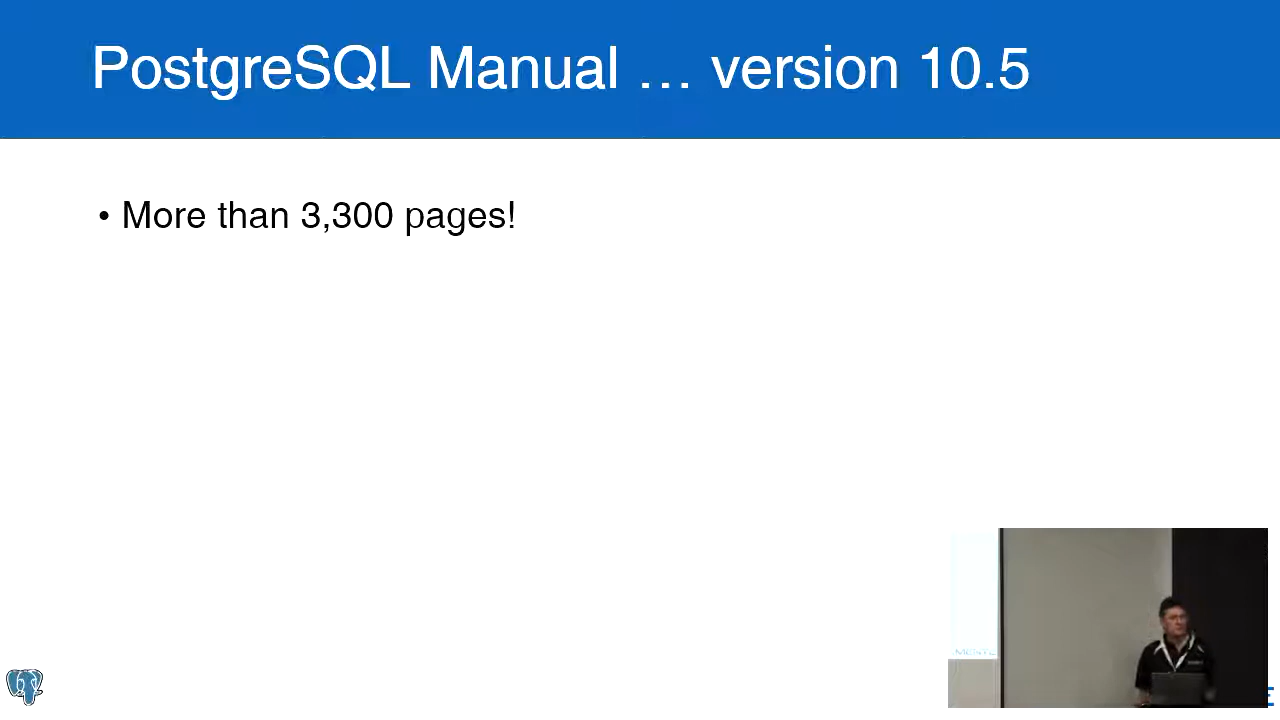 PostgreSQL Manual … version 10.5
• More than 3,300 pages!